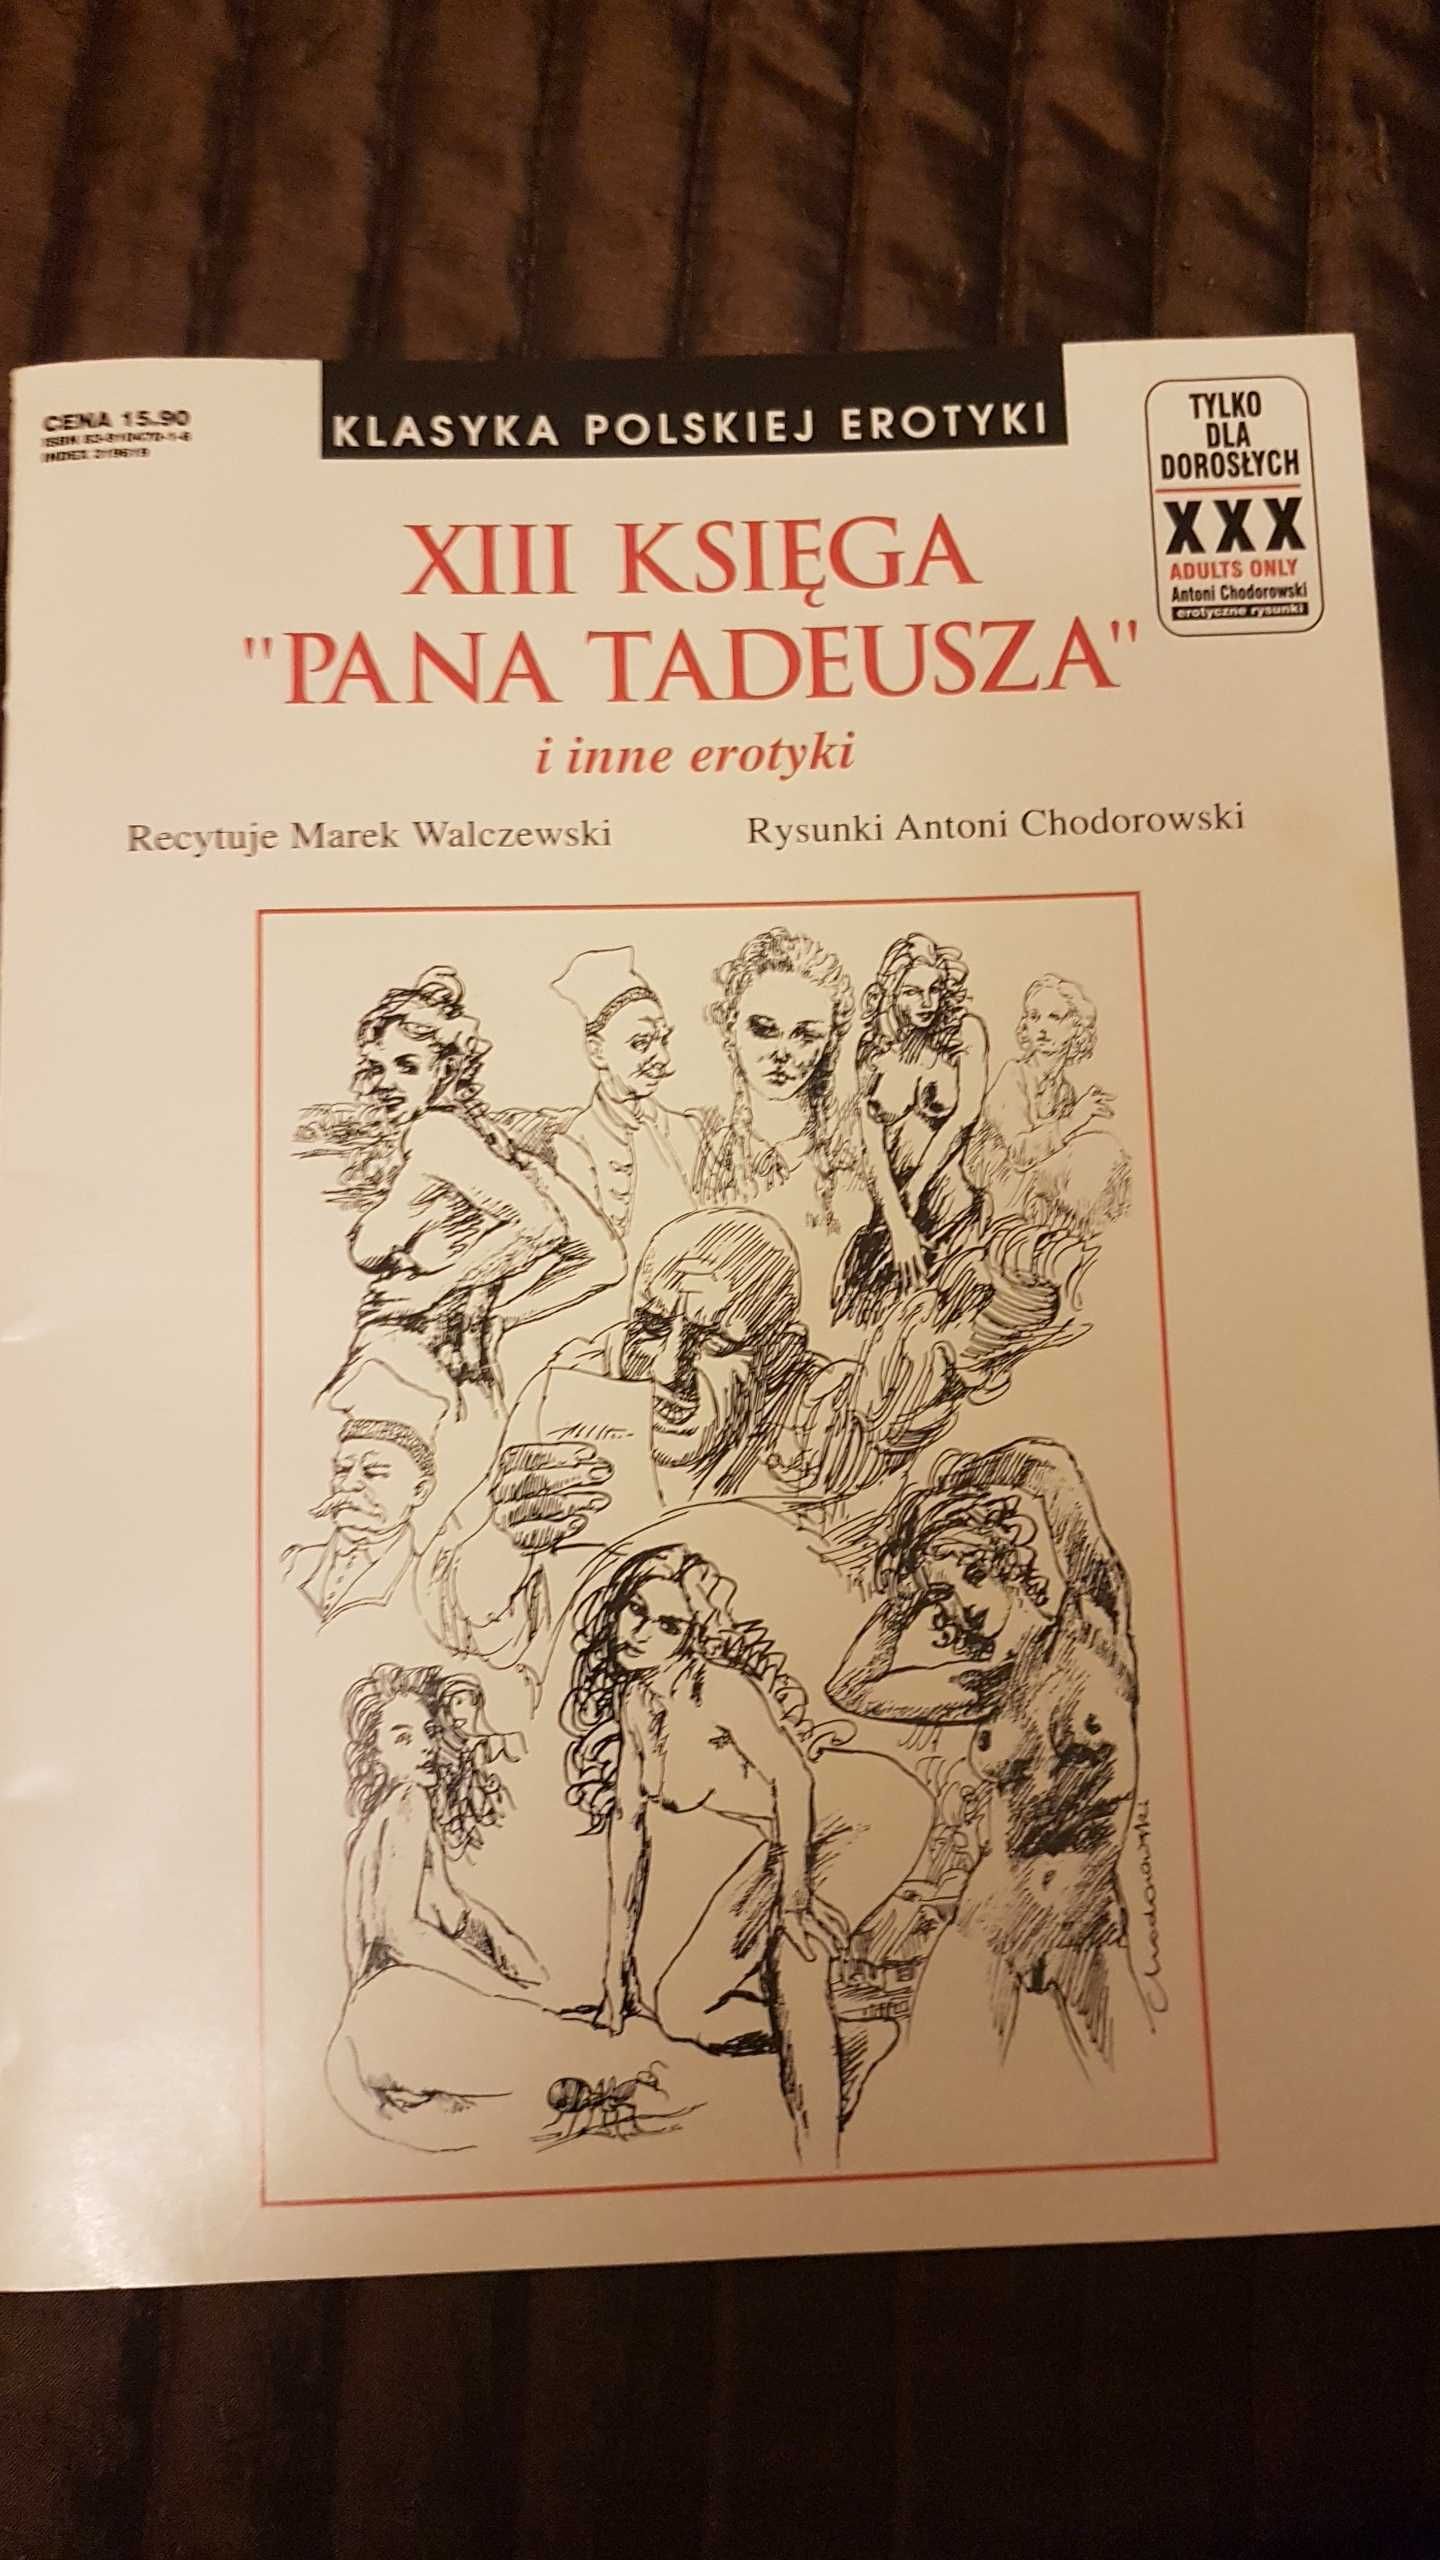 CENA 15.90
KLASYKA POLSKIEJ EROTYKI
TYLKO
DLA
DOROSŁYCH
XXX
ADULTS ONLY
Antoni Chodorowski
erotyczne rysunki
XIII KSIĘGA
"PANA TADEUSZA"
i inne erotyki
Recytuje Marek Walczewski
Rysunki Antoni Chodorowski
Chodorowski